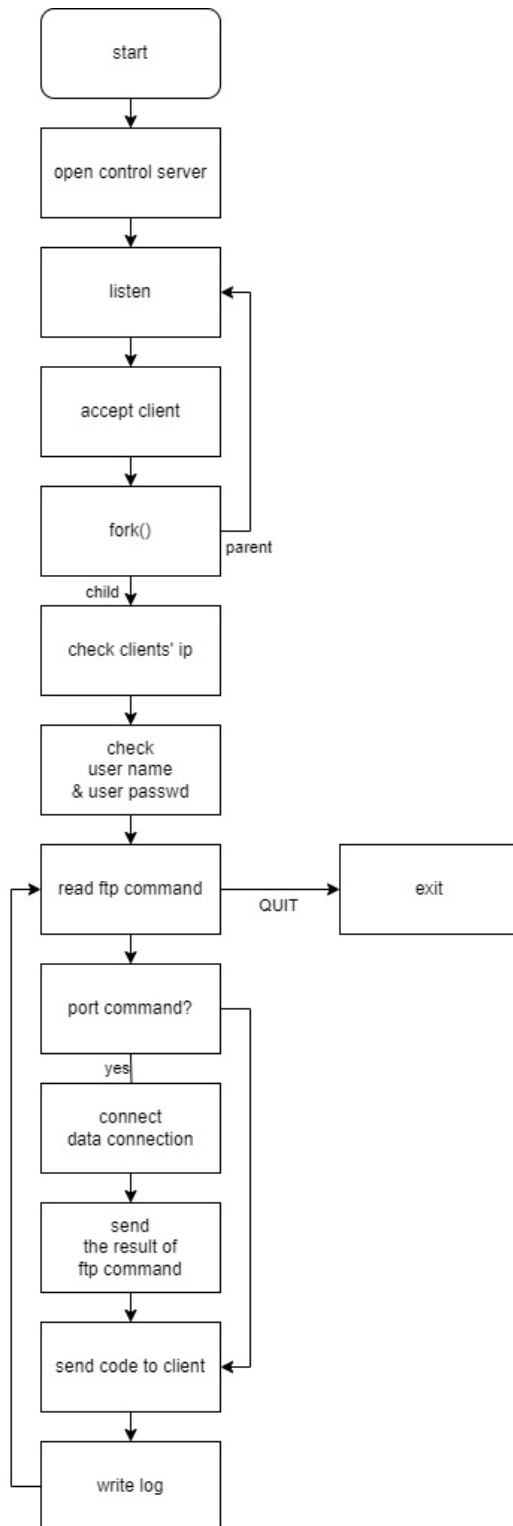 start
open control server
listen
accept client
fork()
parent
child
check clients' ip
check
user name
& user passwd
read ftp command
QUIT
exit
port command?
yes
connect
data connection
send
the result of
ftp command
send code to client
write log